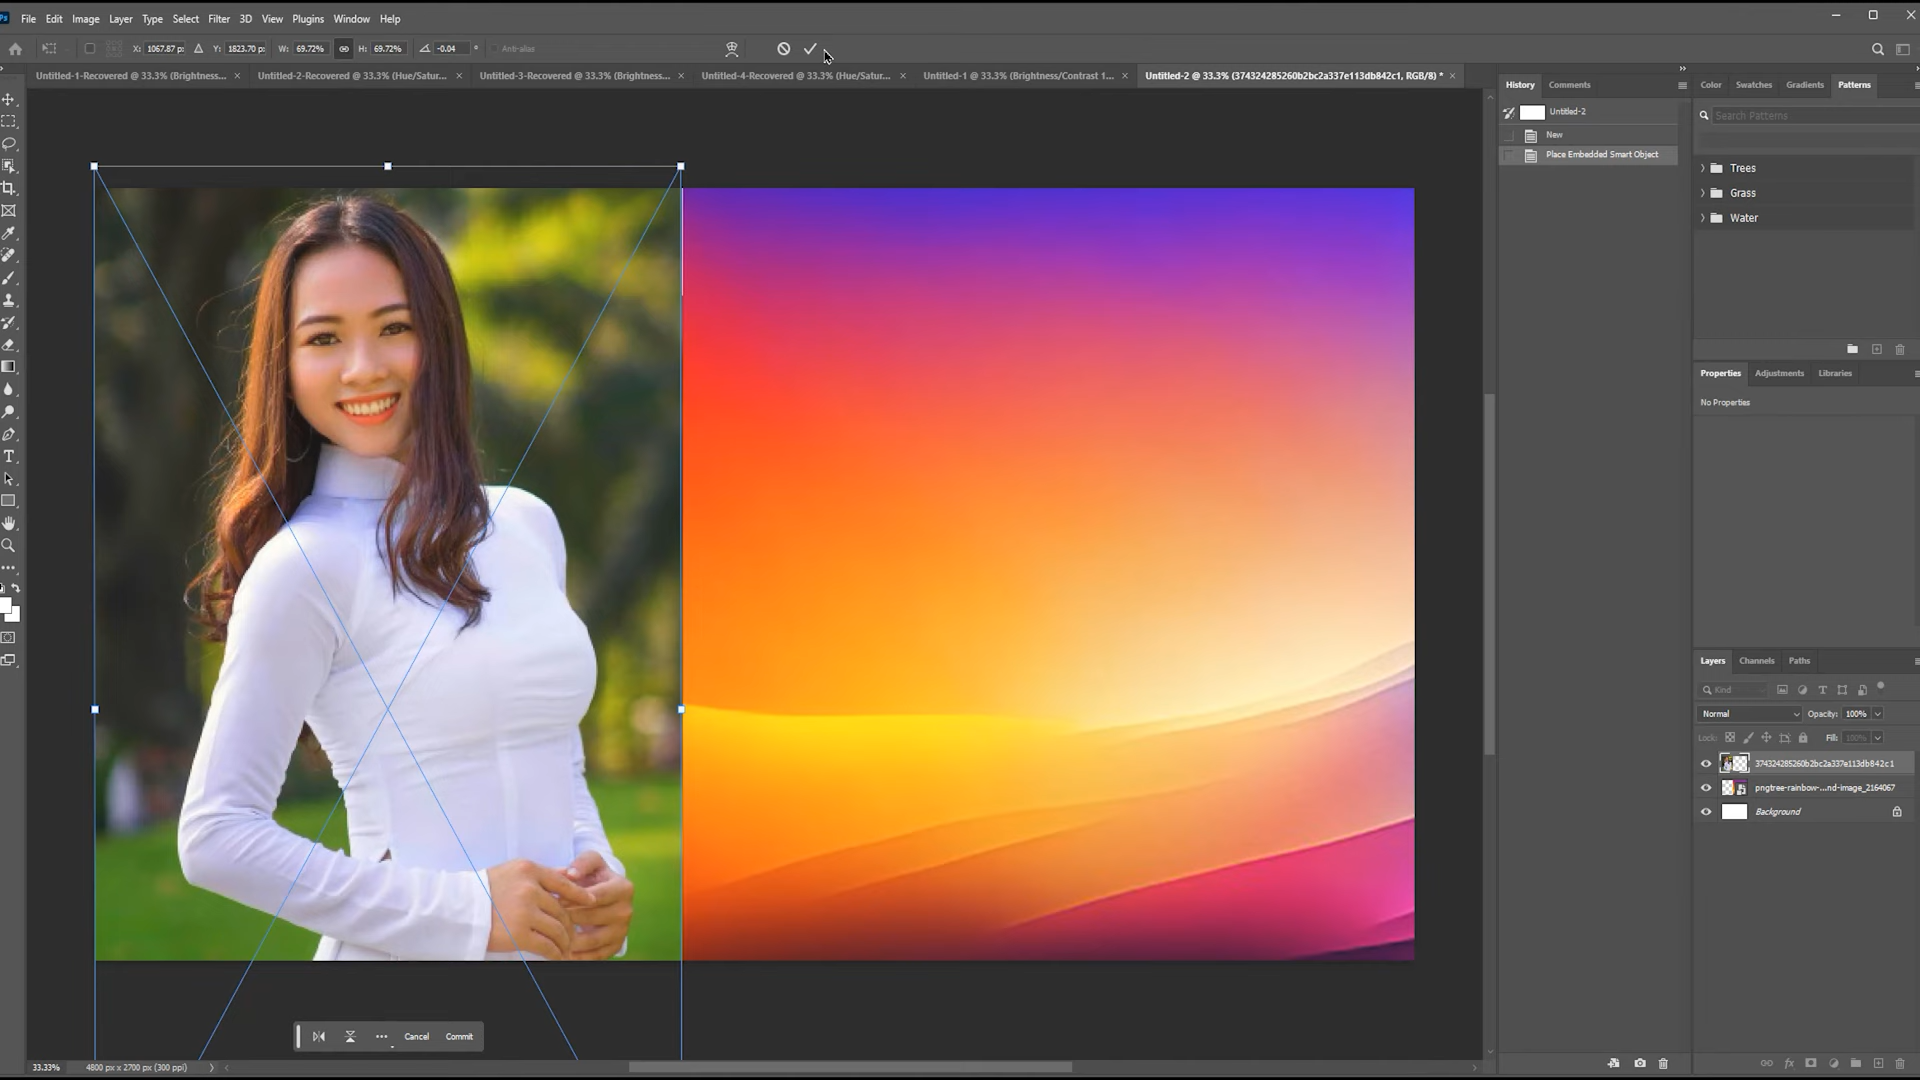 Ps File Edit Image Layer Type Select Filter 3D View Plugins Window Help
X: 1067.87 p: Y: 1823.70 p: W: 69.72% H: 69.72% -0.04 ° Anti-alias
Untitled-1-Recovered @ 33.3% (Brightness... × Untitled-2-Recovered @ 33.3% (Hue/Satur... × Untitled-3-Recovered @ 33.3% (Brightness... × Untitled-4-Recovered @ 33.3% (Hue/Satur... × Untitled-1 @ 33.3% (Brightness/Contrast 1... × Untitled-2 @ 33.3% (374324285260b2bc2a337e113db842c1, RGB/8) * ×
History Comments
Untitled-2
New
Place Embedded Smart Object
Color Swatches Gradients Patterns
Search Patterns
Trees
Grass
Water
Properties Adjustments Libraries
No Properties
Layers Channels Paths
Kind
Normal Opacity: 100%
Lock: Fill: 100%
374324285260b2bc2a337e113db842c1
pngtree-rainbow-...nd-image_2164067
Background
Cancel Commit
33.33% 4800 px x 2700 px (300 ppi)